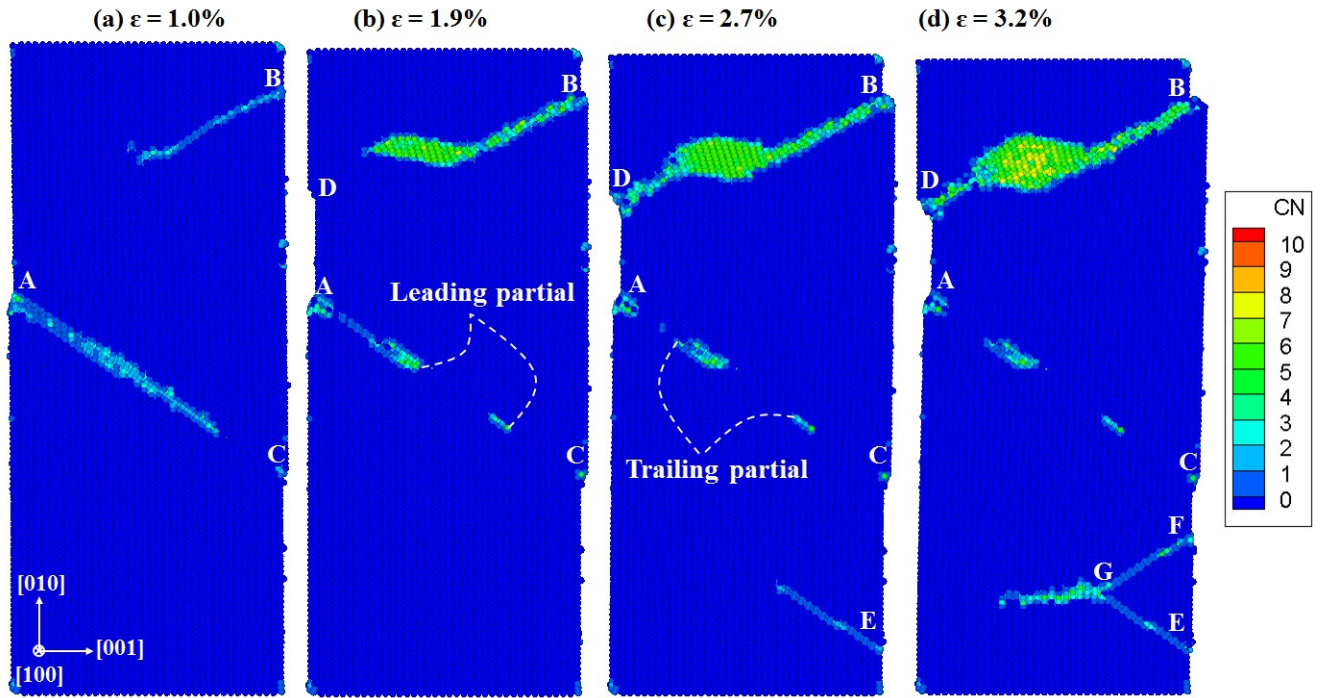 (a) ε = 1.0%
(b) ε = 1.9%
(c) ε = 2.7%
(d) ε = 3.2%
B
A
C
[010]
[001]
[100]
B
D
A
Leading partial
C
B
D
A
Trailing partial
C
E
B
D
A
C
F
G
E
CN
10
9
8
7
6
5
4
3
2
1
0